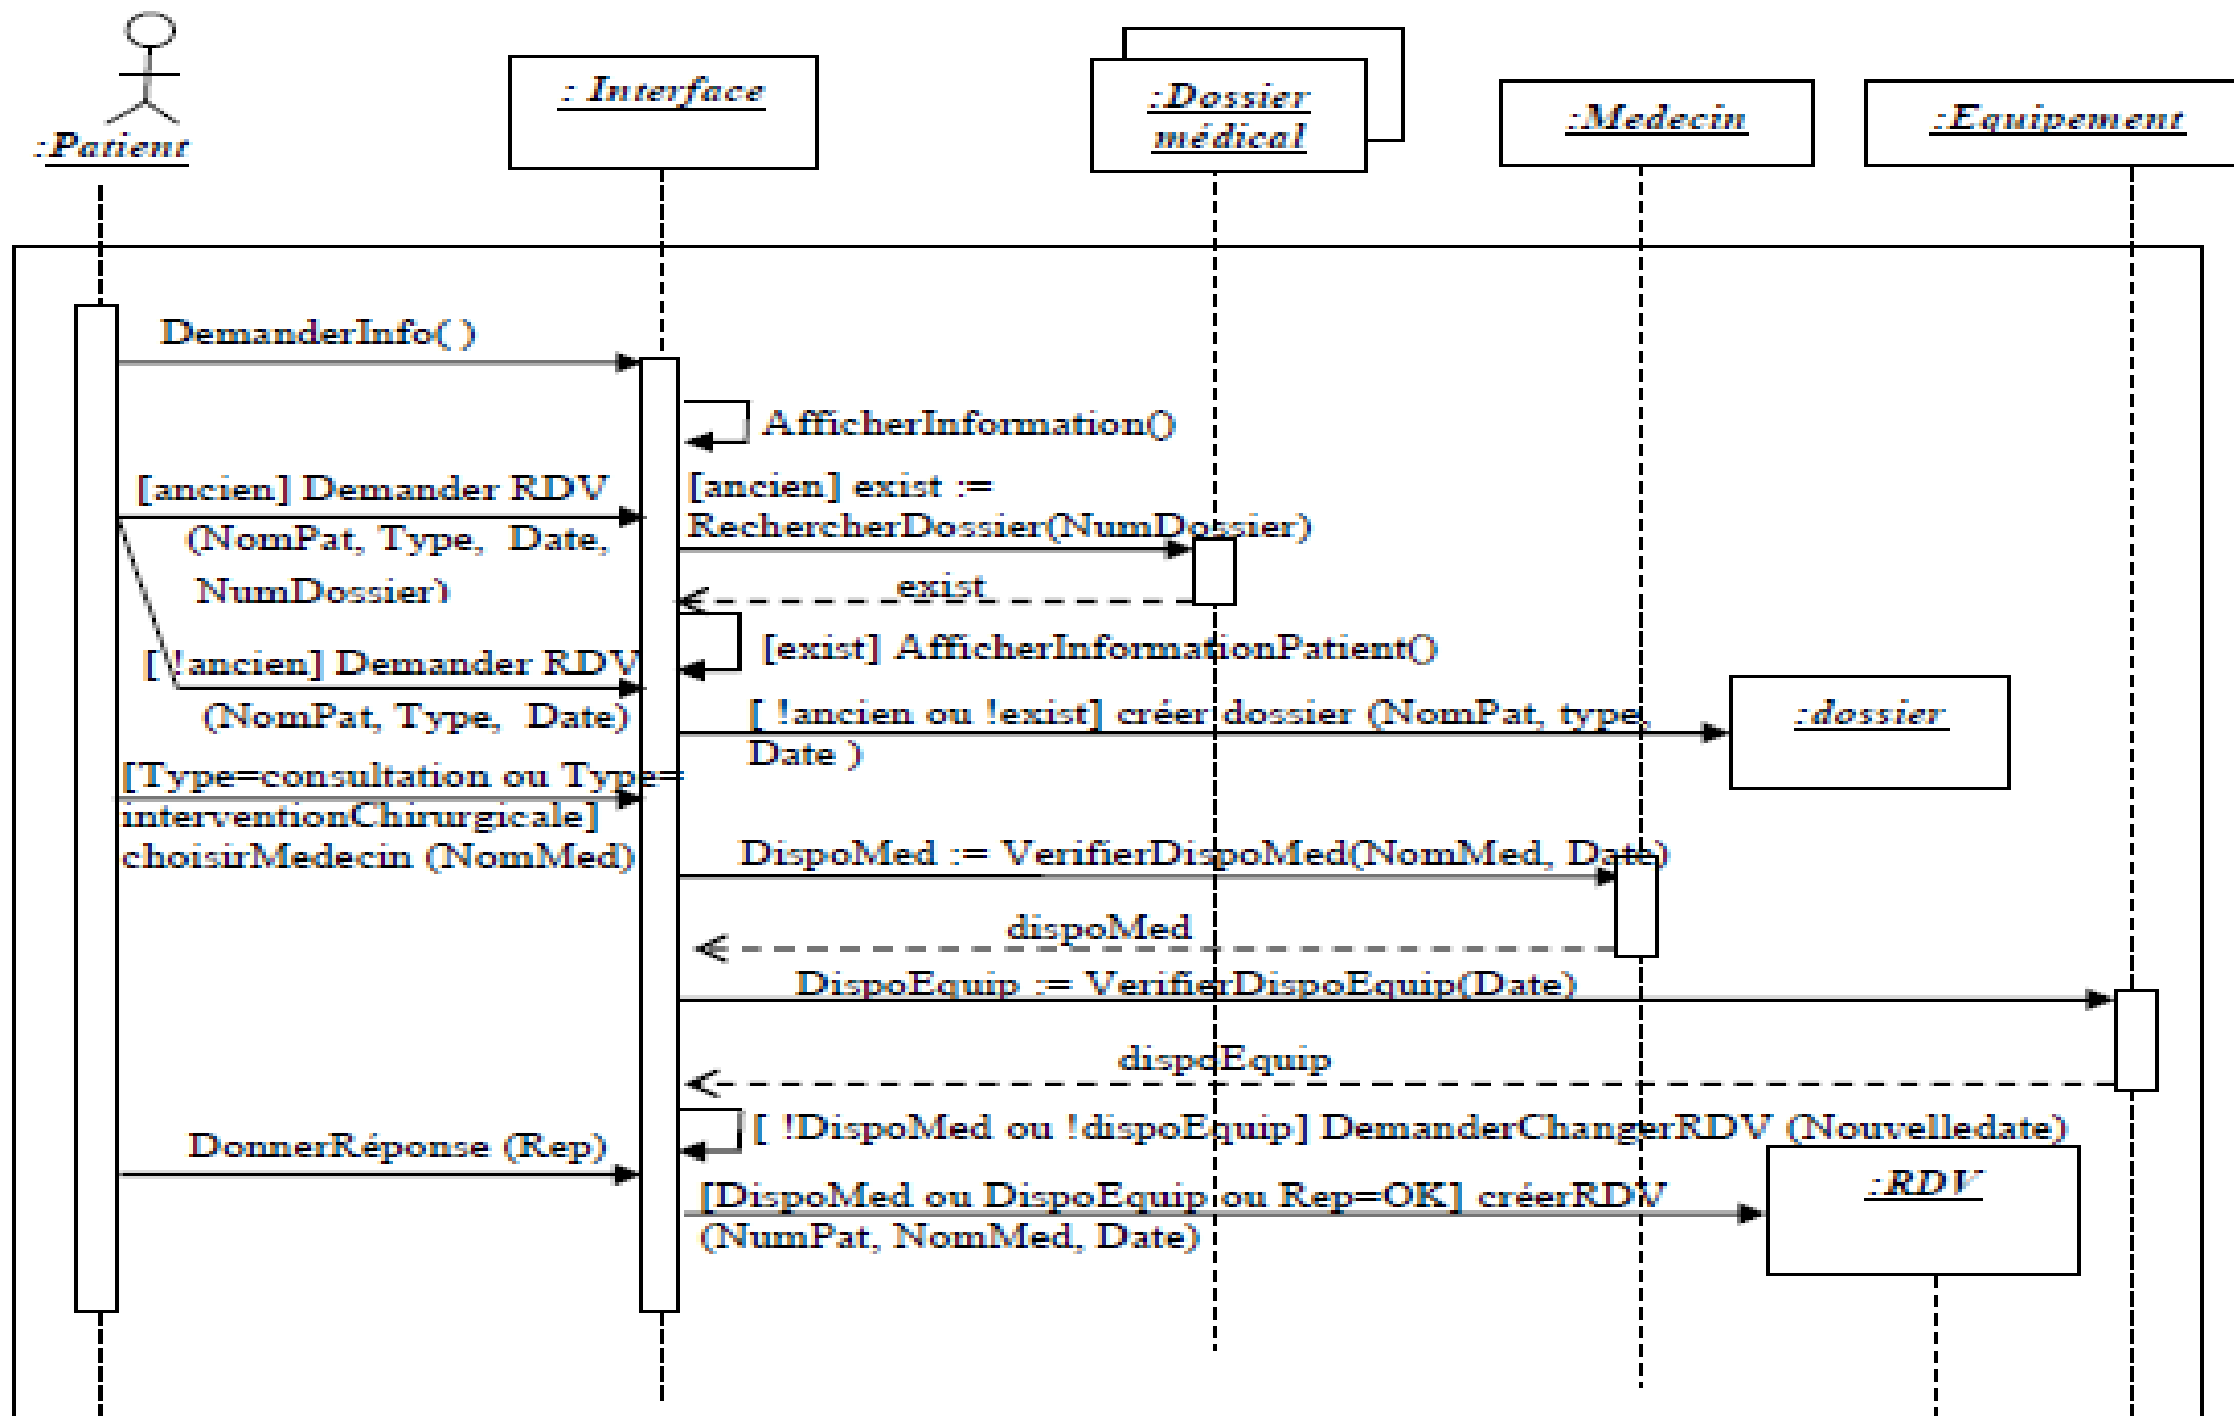 : Interface
:Dossier
médical
:Medecin
:Equipement
:Patient
DemanderInfo( )
AfficherInformation()
[ancien] Demander RDV
(NomPat, Type, Date,
NumDossier)
[ancien] exist :=
RechercherDossier(NumDossier)
exist
[exist] AfficherInformationPatient()
[ !ancien] Demander RDV
(NomPat, Type, Date)
[ !ancien ou !exist] créer dossier (NomPat, type,
Date )
:dossier
[Type=consultation ou Type=
interventionChirurgicale]
choisirMedecin (NomMed)
DispoMed := VerifierDispoMed(NomMed, Date)
dispoMed
DispoEquip := VerifierDispoEquip(Date)
dispoEquip
[ !DispoMed ou !dispoEquip] DemanderChangerRDV (Nouvelledate)
DonnerRéponse (Rep)
[DispoMed ou DispoEquip ou Rep=OK] créerRDV
(NumPat, NomMed, Date)
:RDV